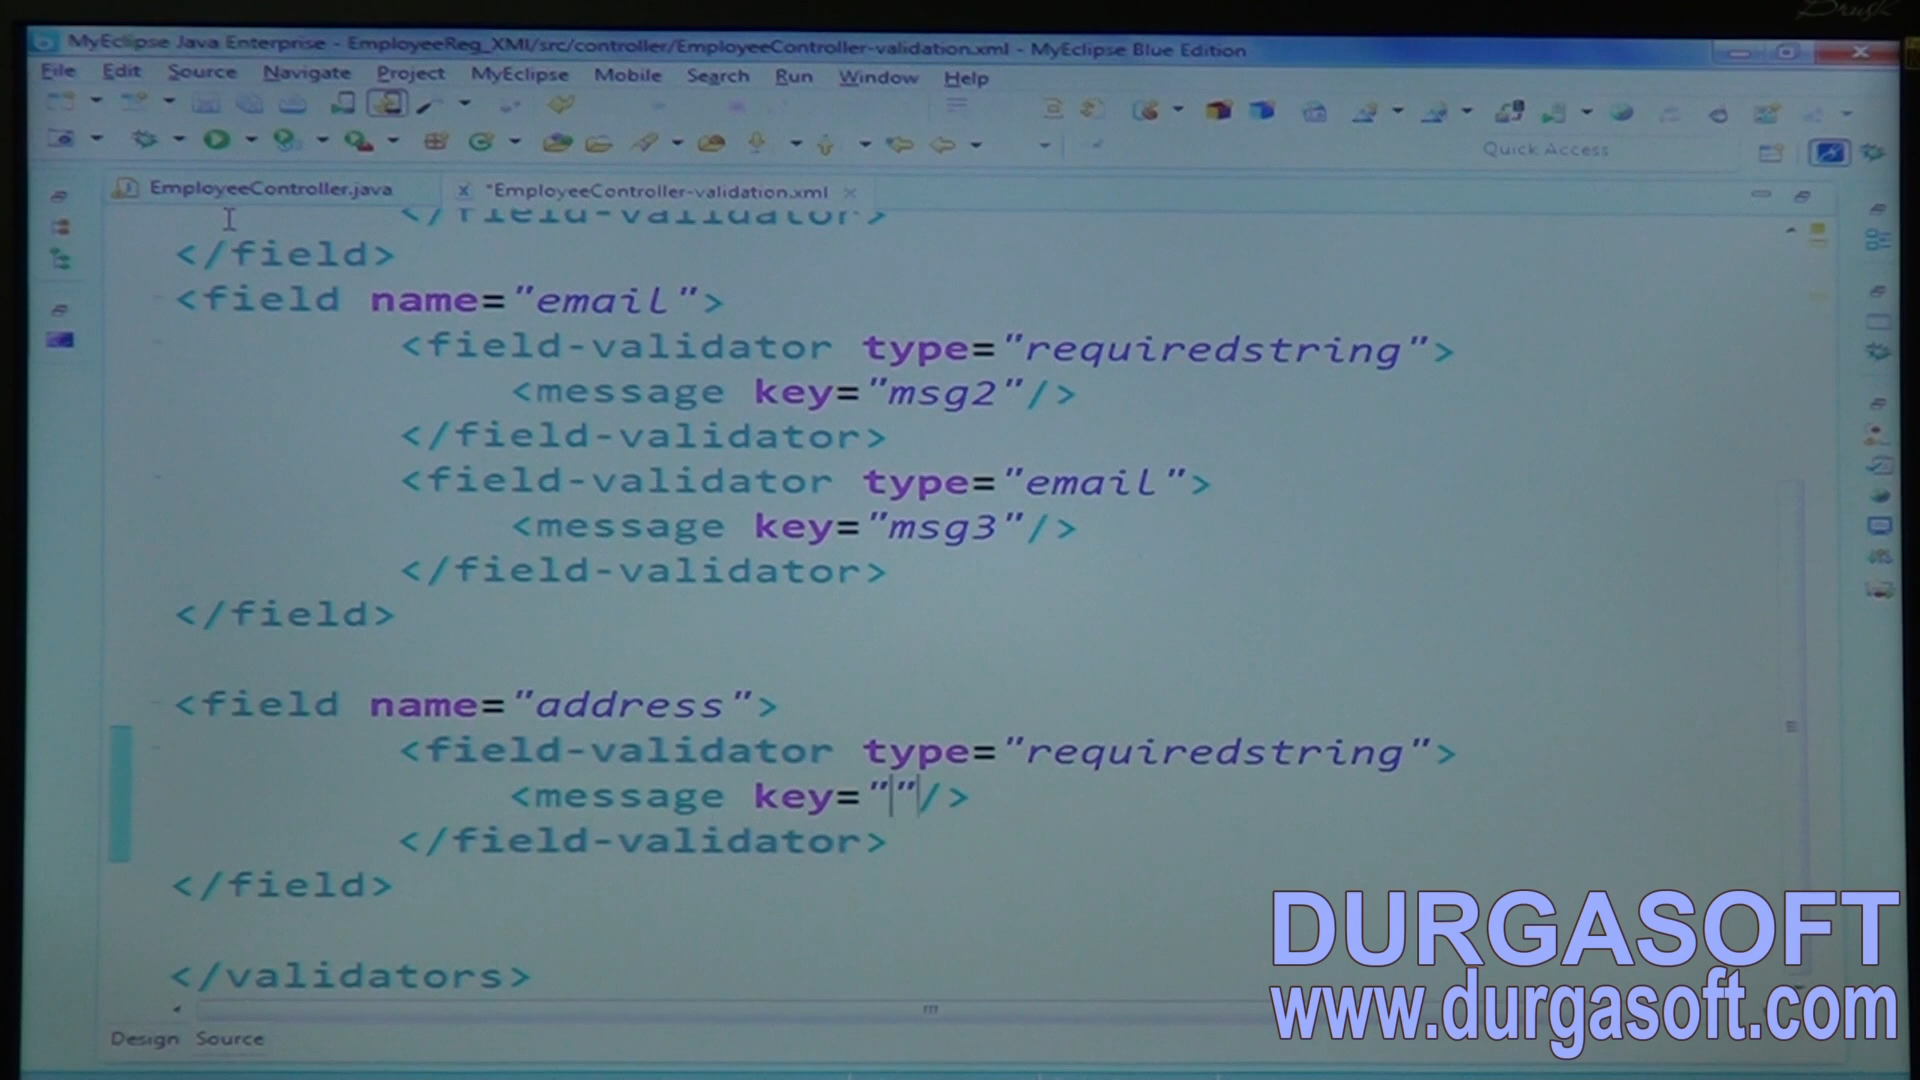 MyEclipse Java Enterprise - EmployeeReg_XMl/src/controller/EmployeeController-validation.xml - MyEclipse Blue Edition
File Edit Source Navigate Project MyEclipse Mobile Search Run Window Help
Quick Access
EmployeeController.java *EmployeeController-validation.xml
</field-validator>
</field>
<field name="email">
<field-validator type="requiredstring">
<message key="msg2"/>
</field-validator>
<field-validator type="email">
<message key="msg3"/>
</field-validator>
</field>
<field name="address">
<field-validator type="requiredstring">
<message key=""/>
</field-validator>
</field>
</validators>
Design Source
DURGASOFT
www.durgasoft.com